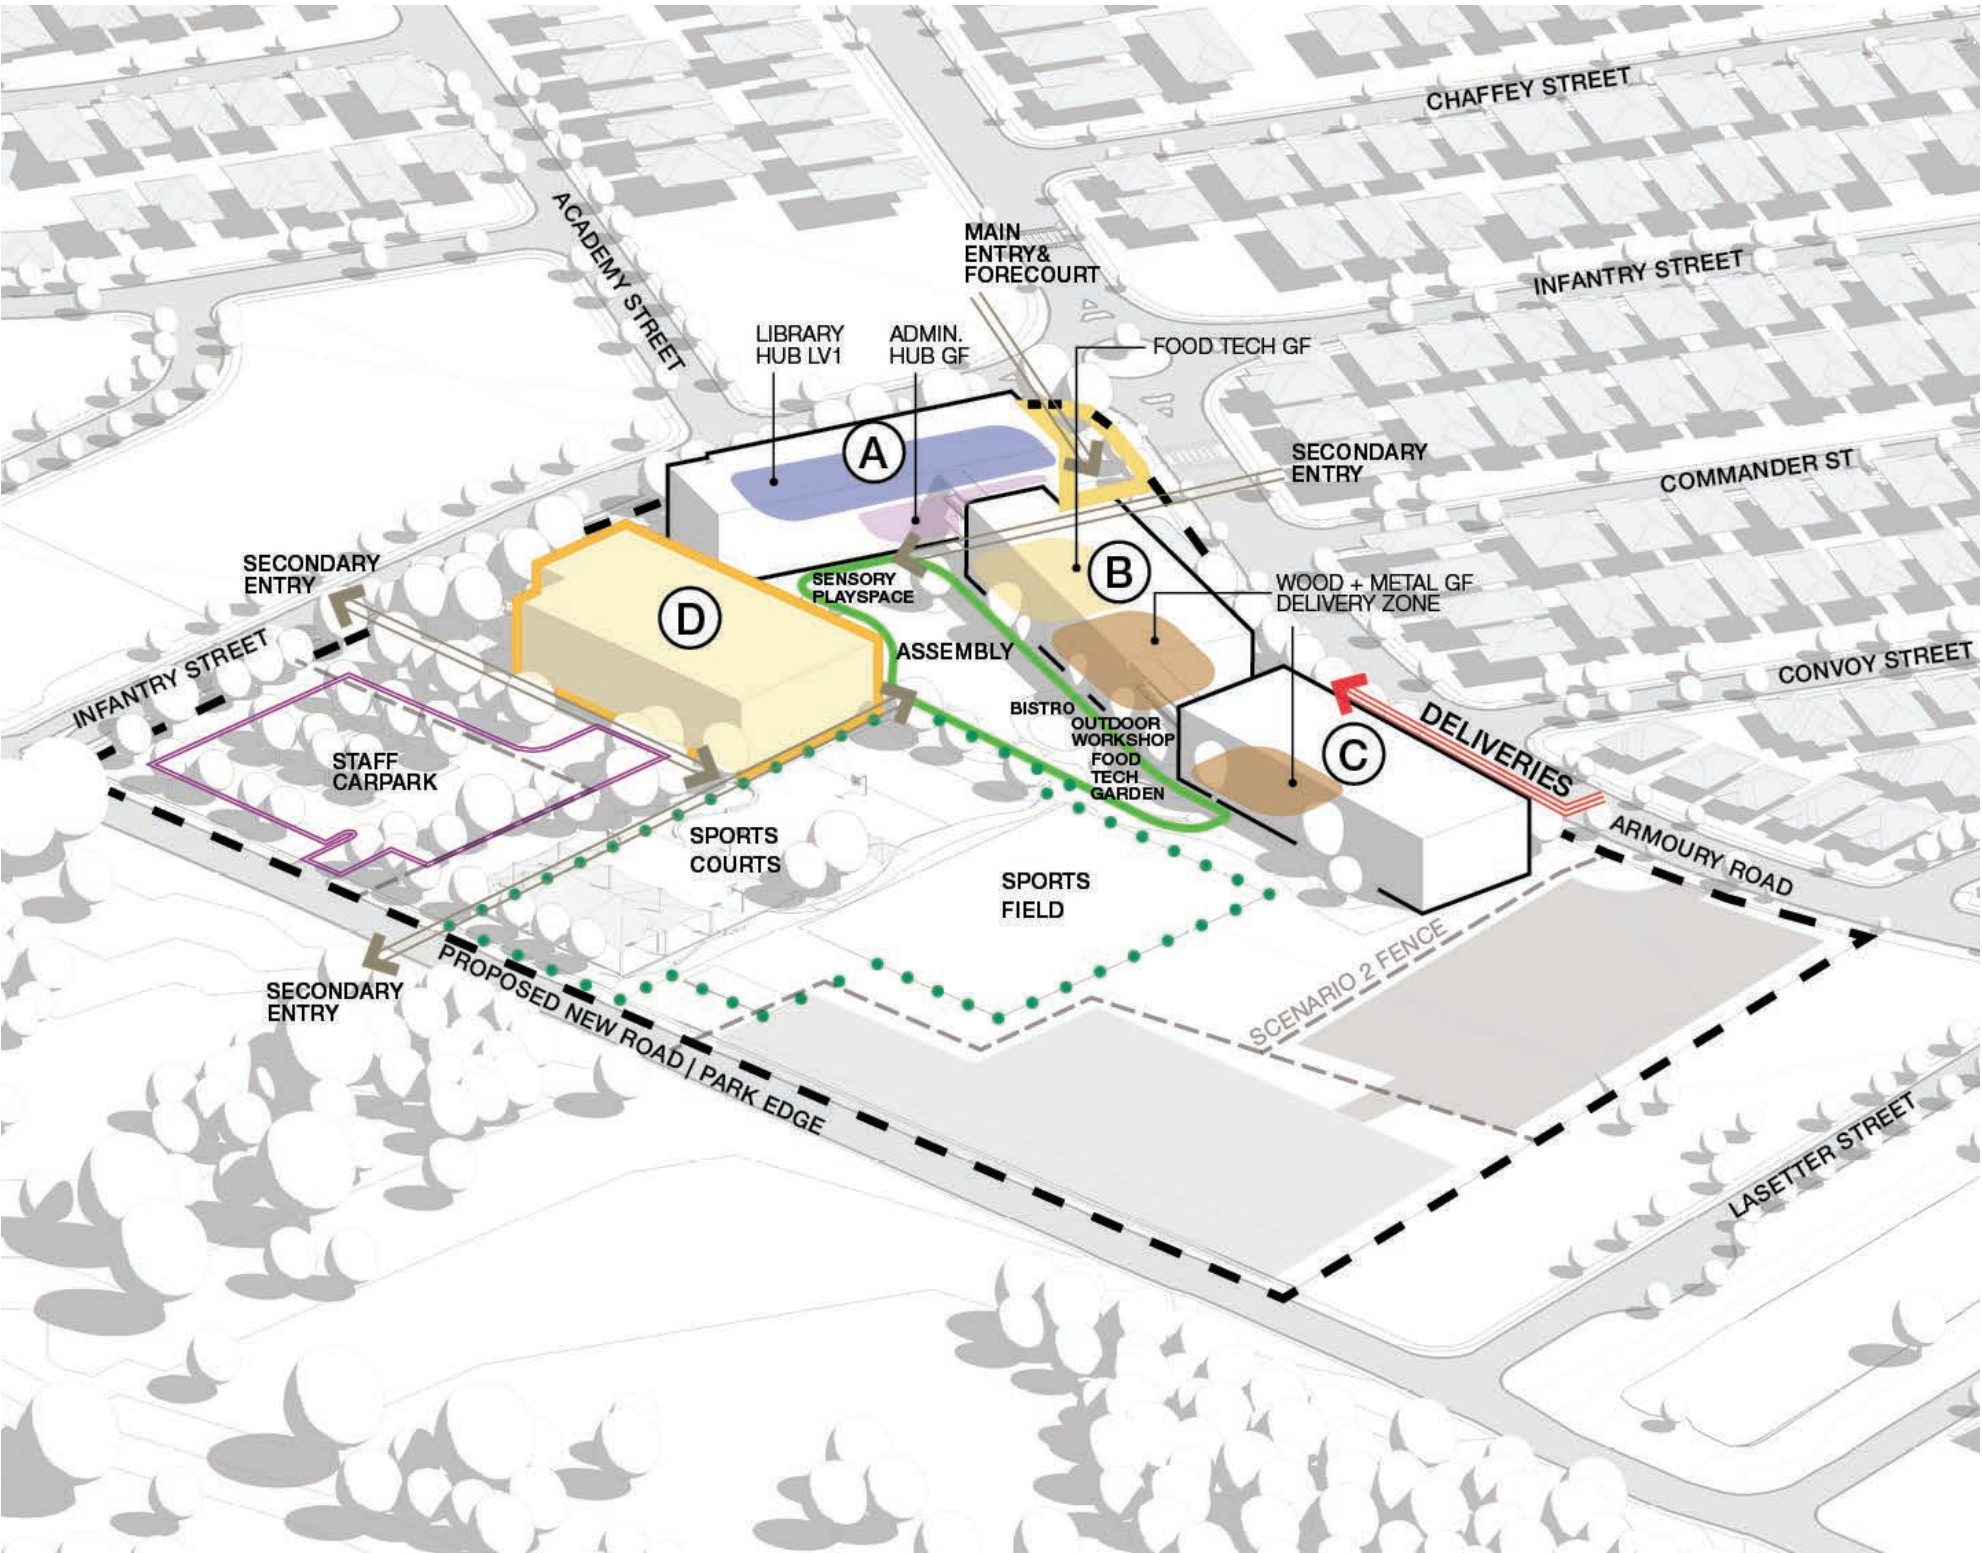 CHAFFEY STREET
ACADEMY STREET
MAIN
ENTRY&
FORECOURT
INFANTRY STREET
LIBRARY
HUB LV1
ADMIN.
HUB GF
FOOD TECH GF
A
SECONDARY
ENTRY
COMMANDER ST
SECONDARY
ENTRY
SENSORY
PLAYSPACE
B
WOOD + METAL GF
DELIVERY ZONE
D
ASSEMBLY
INFANTRY STREET
CONVOY STREET
BISTRO
OUTDOOR
WORKSHOP
FOOD
TECH
GARDEN
C
DELIVERIES
STAFF
CARPARK
SPORTS
COURTS
ARMOURY ROAD
SPORTS
FIELD
SCENARIO 2 FENCE
SECONDARY
ENTRY
PROPOSED NEW ROAD | PARK EDGE
LASETTER STREET